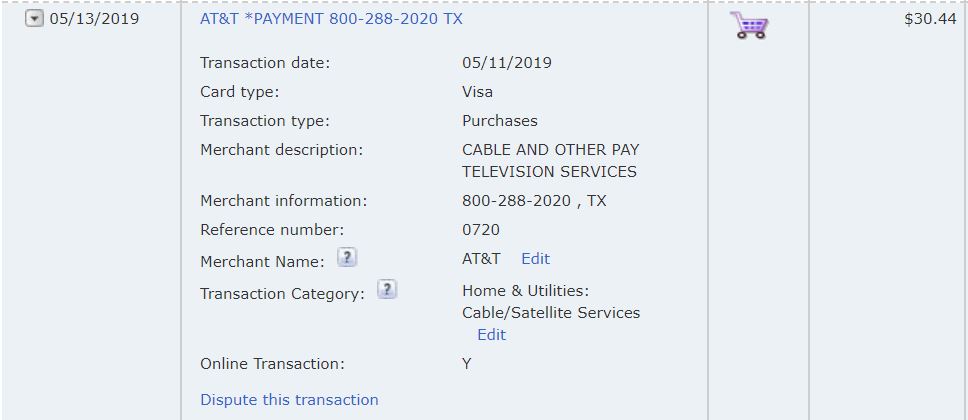 05/13/2019 AT&T *PAYMENT 800-288-2020 TX $30.44
Transaction date: 05/11/2019
Card type: Visa
Transaction type: Purchases
Merchant description: CABLE AND OTHER PAY
TELEVISION SERVICES
Merchant information: 800-288-2020 , TX
Reference number: 0720
Merchant Name: ? AT&T Edit
Transaction Category: ? Home & Utilities:
Cable/Satellite Services
Edit
Online Transaction: Y
Dispute this transaction